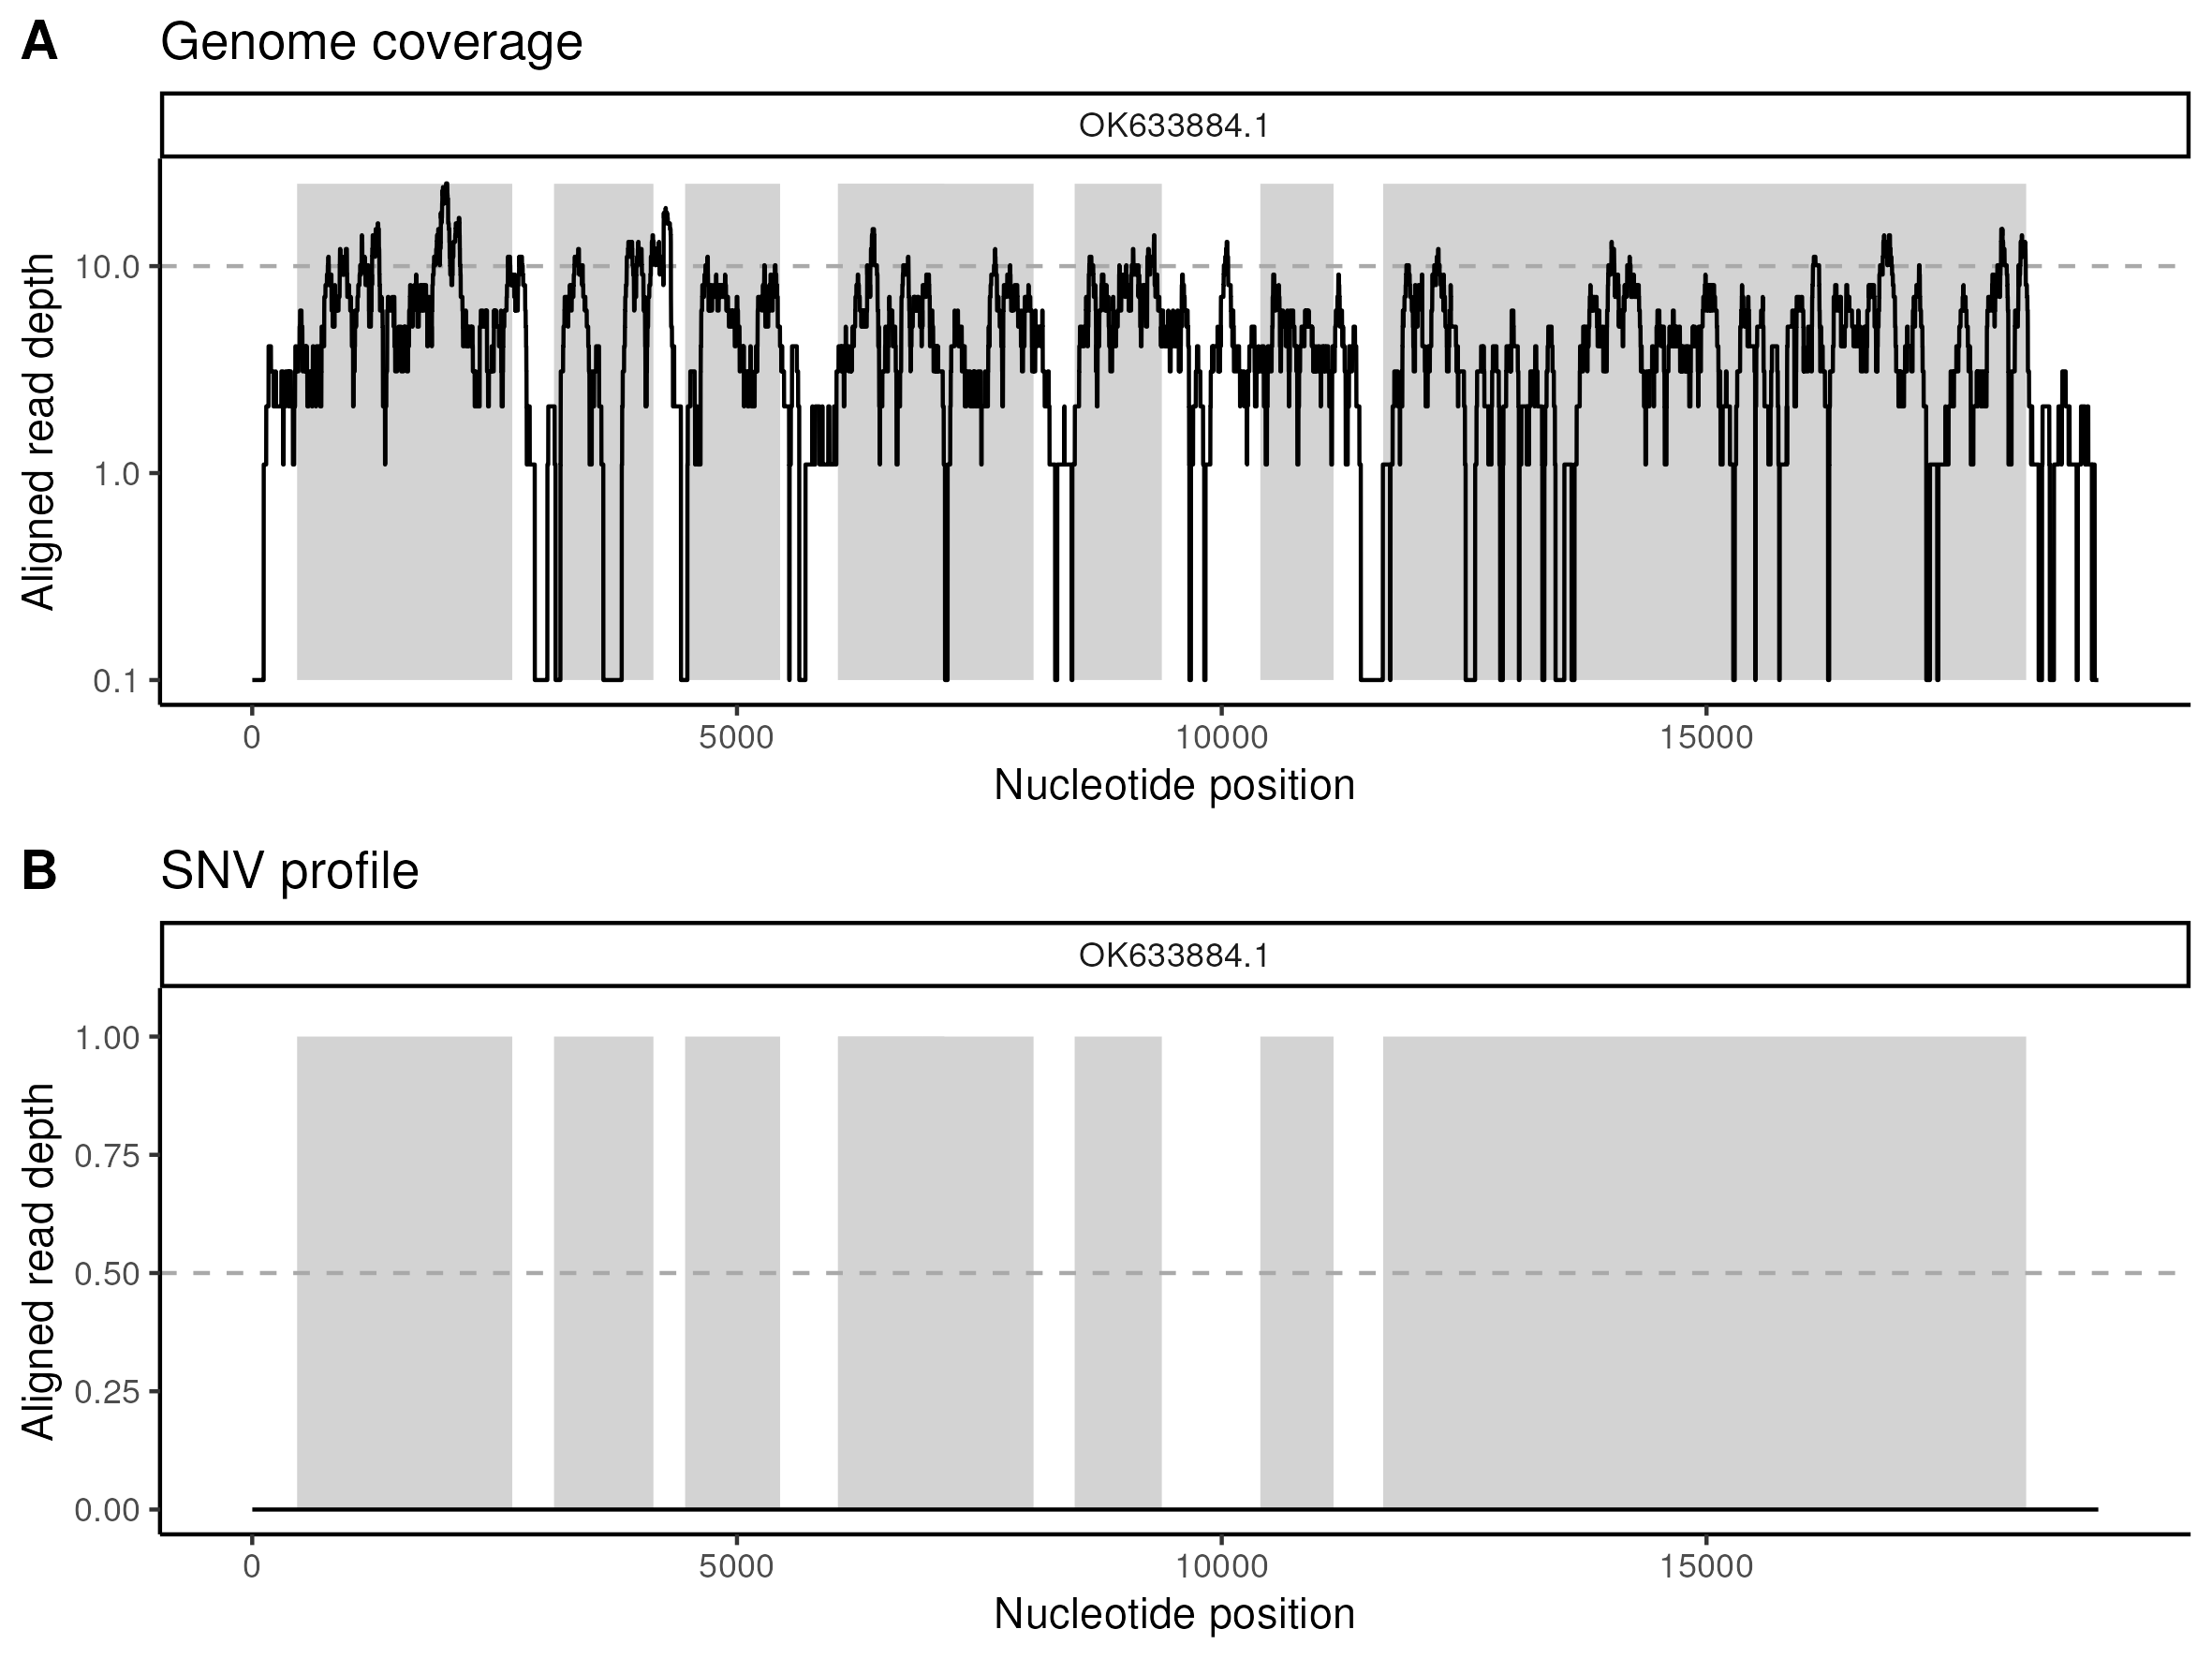 A Genome coverage
OK633884.1
Aligned read depth
10.0
1.0
0.1
0 5000 10000 15000
Nucleotide position
B SNV profile
OK633884.1
Aligned read depth
1.00
0.75
0.50
0.25
0.00
0 5000 10000 15000
Nucleotide position